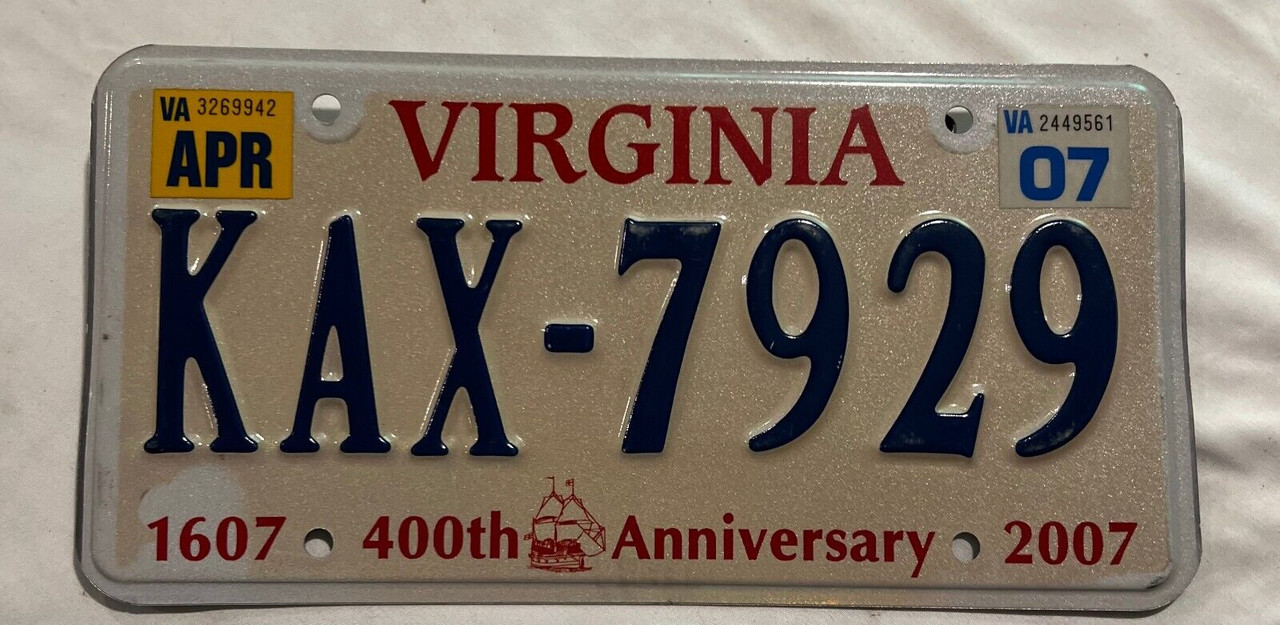 VA 3269942
APR
VIRGINIA
VA 2449561
07
KAX-7929
1607 400th Anniversary 2007